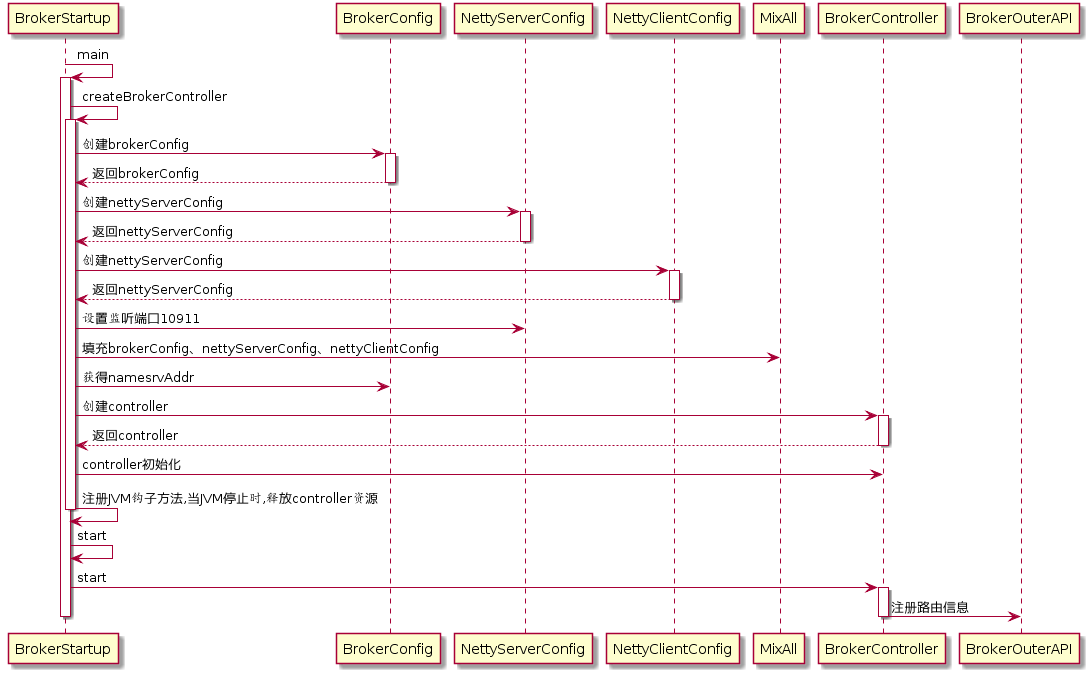 BrokerStartup BrokerConfig NettyServerConfig NettyClientConfig MixAll BrokerController BrokerOuterAPI
main
createBrokerController
创建brokerConfig
返回brokerConfig
创建nettyServerConfig
返回nettyServerConfig
创建nettyServerConfig
返回nettyServerConfig
设置监听端口10911
填充brokerConfig、nettyServerConfig、nettyClientConfig
获得namesrvAddr
创建controller
返回controller
controller初始化
注册JVM钩子方法,当JVM停止时,释放controller资源
start
start
注册路由信息
BrokerStartup BrokerConfig NettyServerConfig NettyClientConfig MixAll BrokerController BrokerOuterAPI